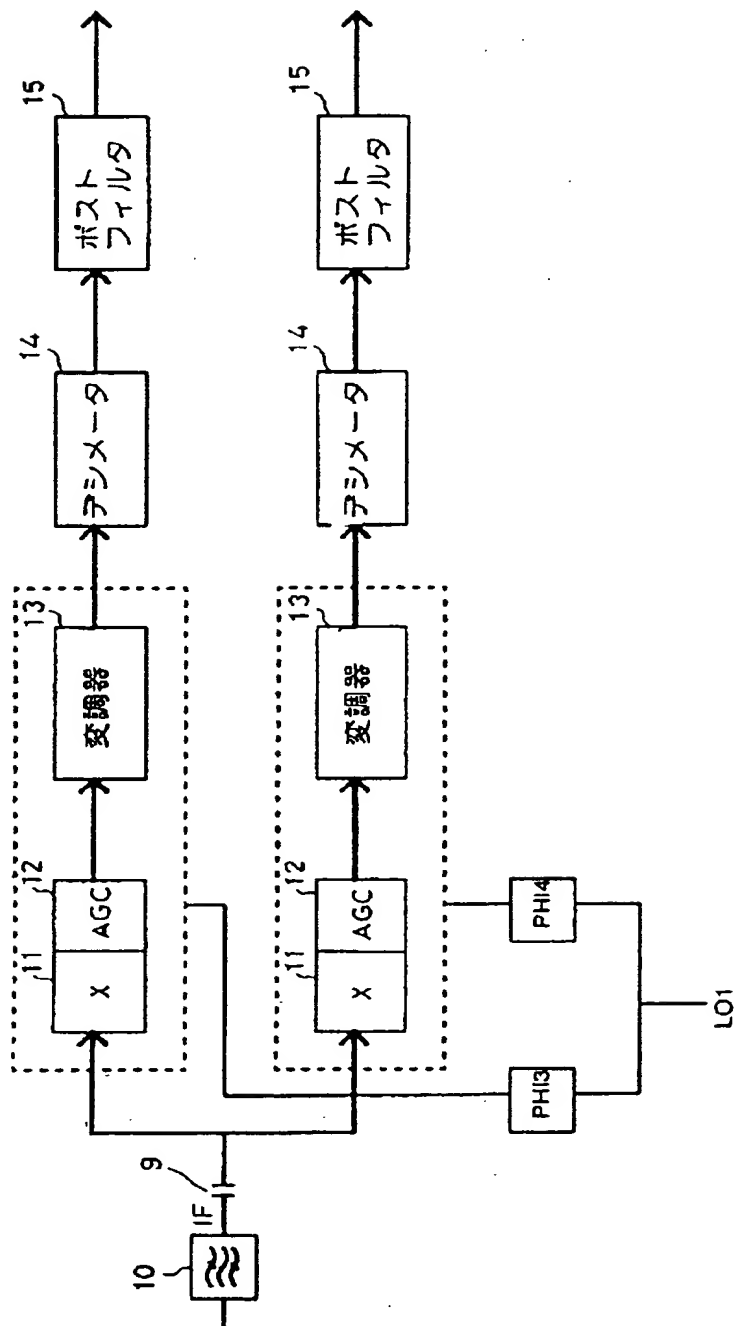 10
IF
9
11
12
X
AGC
13
変調器
14
デシメータ
15
ポスト
フィルタ
11
12
X
AGC
13
変調器
14
デシメータ
15
ポスト
フィルタ
PHI3
PHI4
LO1